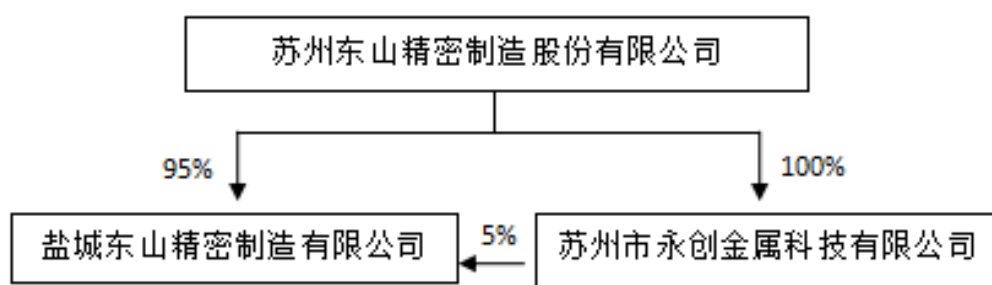 苏州东山精密制造股份有限公司
95%
100%
盐城东山精密制造有限公司
5%
苏州市永创金属科技有限公司